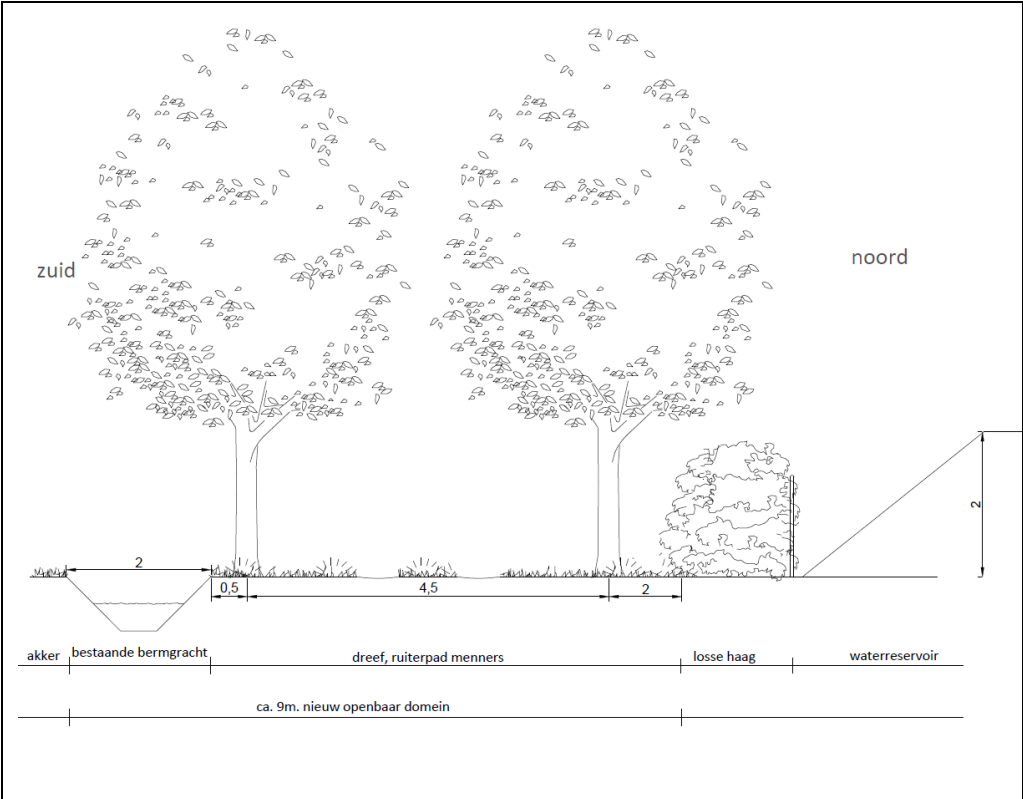 zuid
noord
2
2
0,5
4,5
2
akker
bestaande bermgracht
dreef, ruiterpad menners
losse haag
waterreservoir
ca. 9m. nieuw openbaar domein